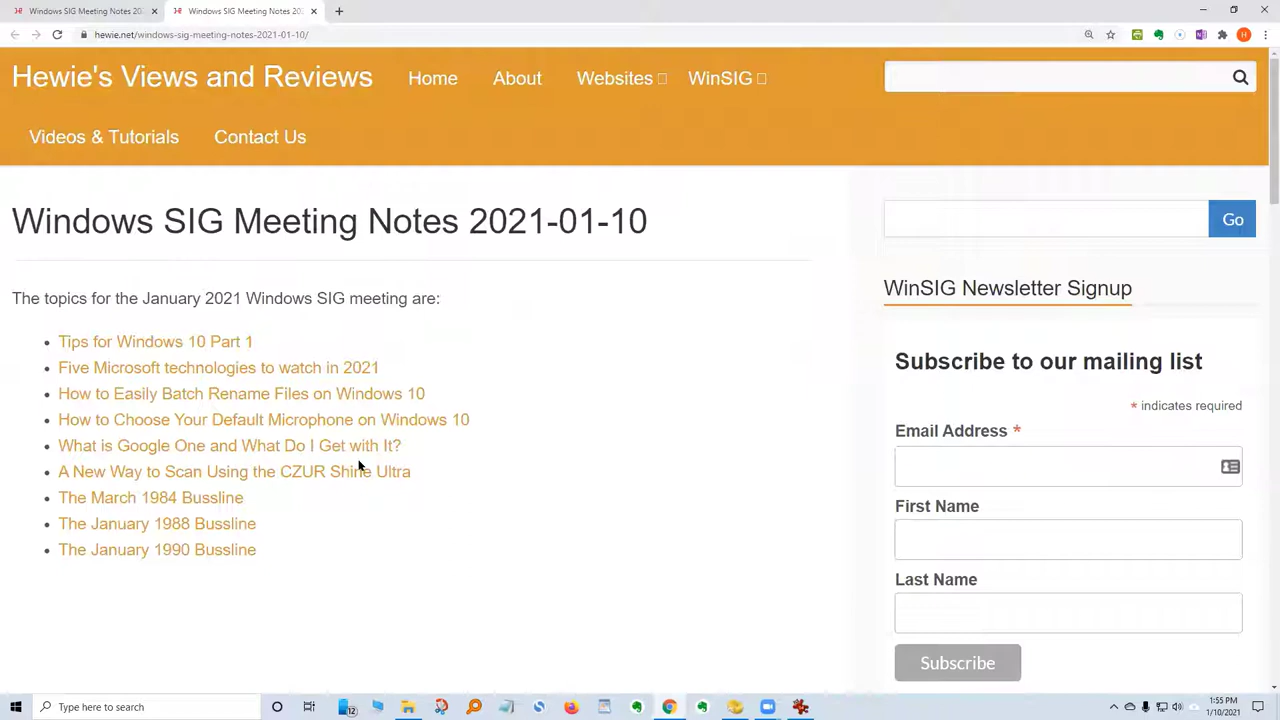 Windows SIG Meeting Notes 202
Windows SIG Meeting Notes 202
hewie.net/windows-sig-meeting-notes-2021-01-10/
Hewie's Views and Reviews
Home
About
Websites
WinSIG
Videos & Tutorials
Contact Us
Windows SIG Meeting Notes 2021-01-10
The topics for the January 2021 Windows SIG meeting are:
Tips for Windows 10 Part 1
Five Microsoft technologies to watch in 2021
How to Easily Batch Rename Files on Windows 10
How to Choose Your Default Microphone on Windows 10
What is Google One and What Do I Get with It?
A New Way to Scan Using the CZUR Shine Ultra
The March 1984 Bussline
The January 1988 Bussline
The January 1990 Bussline
Go
WinSIG Newsletter Signup
Subscribe to our mailing list
* indicates required
Email Address *
First Name
Last Name
Subscribe
Type here to search
12
1:55 PM
1/10/2021